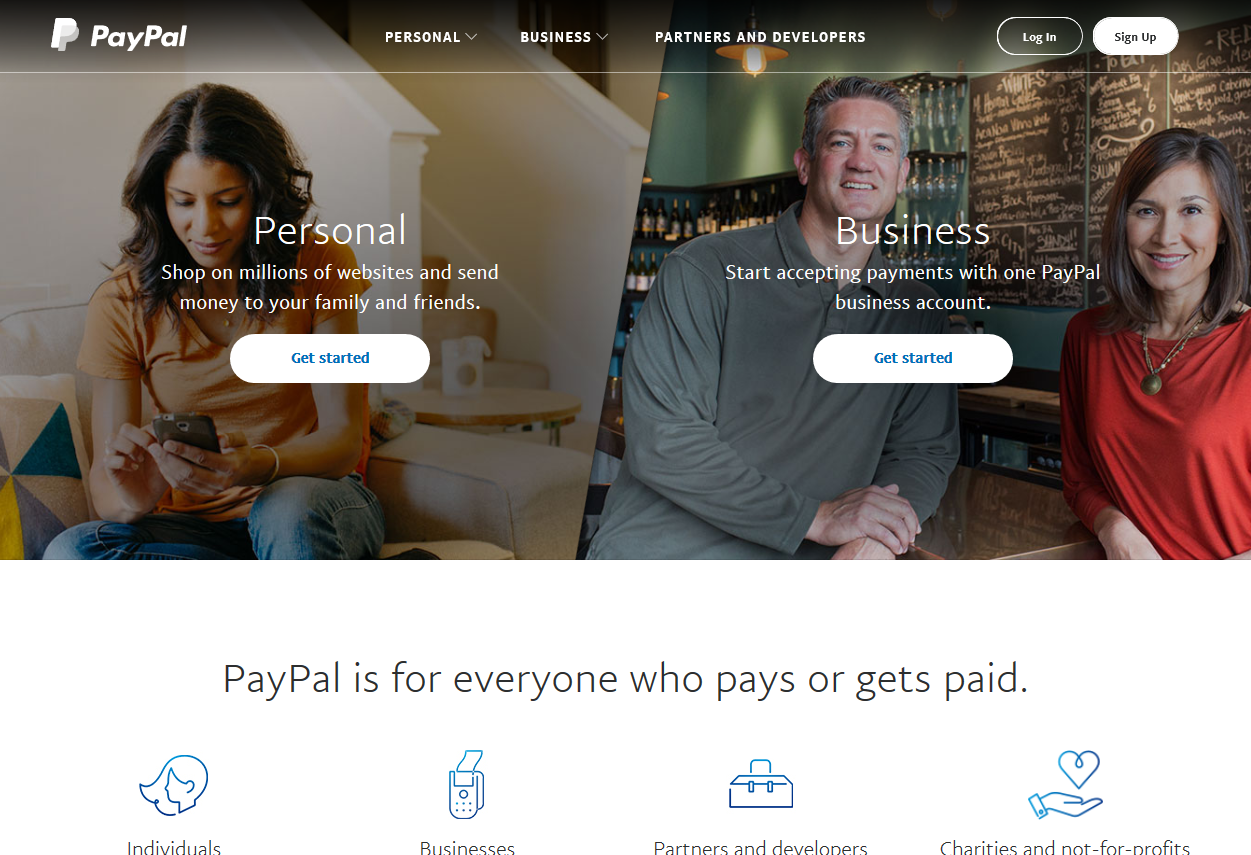 PayPal
PERSONAL
BUSINESS
PARTNERS AND DEVELOPERS
Log In
Sign Up
WHITES
Personal
Shop on millions of websites and send
money to your family and friends.
Get started
Business
Start accepting payments with one PayPal
business account.
Get started
PayPal is for everyone who pays or gets paid.
Individuals
Businesses
Partners and developers
Charities and not-for-profits